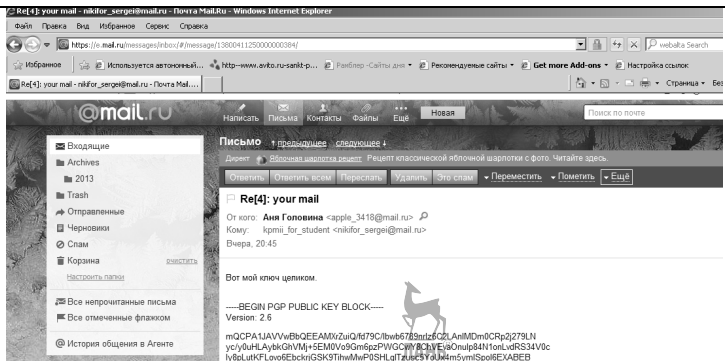 Re[4]: your mail - nikifor_sergei@mail.ru - Почта Mail.Ru - Windows Internet Explorer
Файл Правка Вид Избранное Сервис Справка
https://e.mail.ru/messages/inbox/#/message/13800411250000000384/
webalta Search
Избранное Используется автономный... http--www.avito.ru-sankt-p... Рамблер -Сайты дня Рекомендуемые сайты Get More Add-ons Настройка ссылок
Re[4]: your mail - nikifor_sergei@mail.ru - Почта Mail....
Страница Без
@mail.ru
Написать Письма Контакты Файлы Ещё Новая
Поиск по почте
Входящие
Archives
2013
Trash
Отправленные
Черновики
Спам
Корзина очистить
Настроить папки
Все непрочитанные письма
Все отмеченные флажком
История общения в Агенте
Письмо предыдущее следующее
Директ Яблочная шарлотка рецепт Рецепт классической яблочной шарлотки с фото. Читайте здесь.
Ответить Ответить всем Переслать Удалить Это спам Переместить Пометить Ещё
Re[4]: your mail
От кого: Аня Головина <apple_3418@mail.ru>
Кому: kpmii_for_student <nikifor_sergei@mail.ru>
Вчера, 20:45
Вот мой ключ целиком.
-----BEGIN PGP PUBLIC KEY BLOCK-----
Version: 2.6